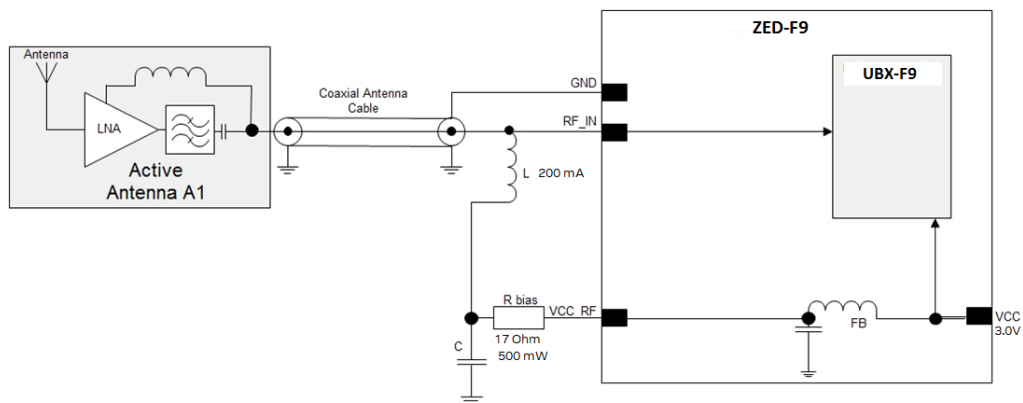 ZED-F9
Antenna
UBX-F9
GND
Coaxial Antenna
Cable
RF_IN
LNA
Active
Antenna A1
L 200 mA
R bias
VCC_RF
VCC
3.0V
FB
17 Ohm
500 mW
C